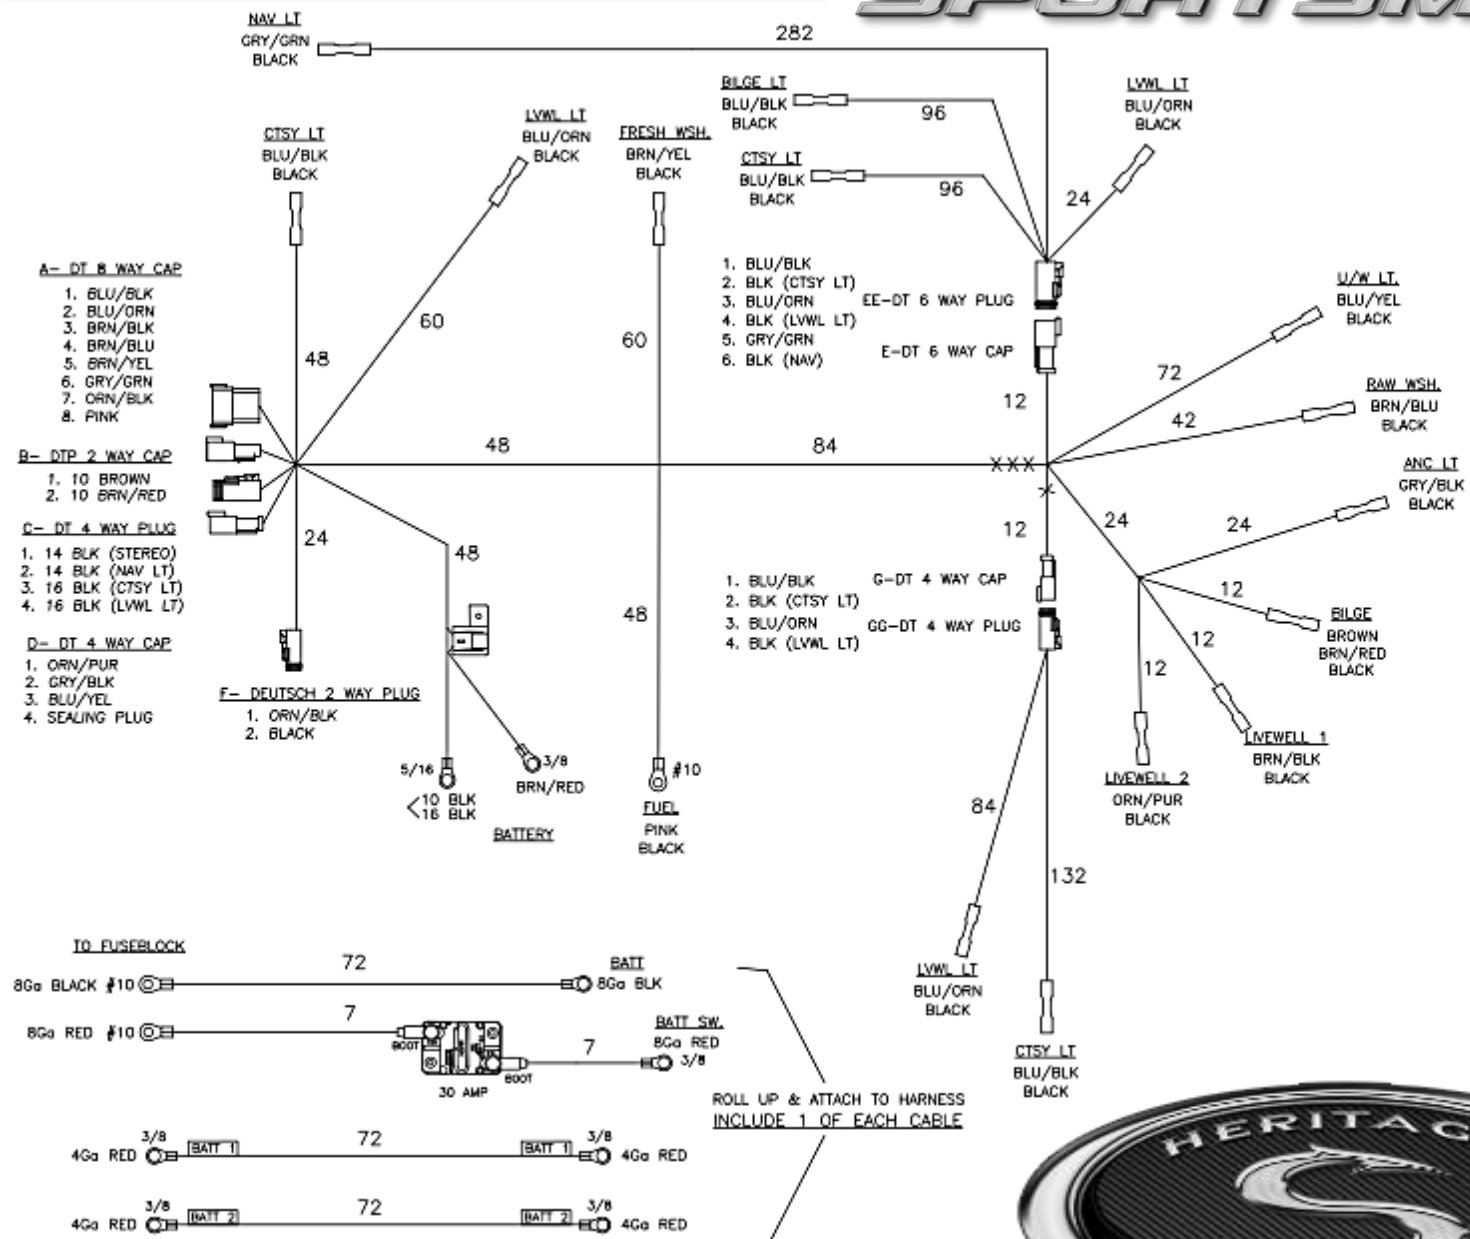 SPORTSM
NAV LT
GRY/GRN
BLACK
282
BILGE LT
BLU/BLK
BLACK
96
LVWL LT
BLU/ORN
BLACK
CTSY LT
BLU/BLK
BLACK
LVWL LT
BLU/ORN
BLACK
FRESH WSH.
BRN/YEL
BLACK
CTSY LT
BLU/BLK
BLACK
96
24
A- DT 8 WAY CAP
1. BLU/BLK
2. BLU/ORN
3. BRN/BLK
4. BRN/BLU
5. BRN/YEL
6. GRY/GRN
7. ORN/BLK
8. PINK
48
60
60
1. BLU/BLK
2. BLK (CTSY LT)
3. BLU/ORN
4. BLK (LVWL LT)
5. GRY/GRN
6. BLK (NAV)
EE-DT 6 WAY PLUG
E-DT 6 WAY CAP
12
U/W LT.
BLU/YEL
BLACK
72
RAW WSH.
BRN/BLU
BLACK
42
B- DTP 2 WAY CAP
1. 10 BROWN
2. 10 BRN/RED
48
84
XXX
X
ANC LT
GRY/BLK
BLACK
C- DT 4 WAY PLUG
1. 14 BLK (STEREO)
2. 14 BLK (NAV LT)
3. 16 BLK (CTSY LT)
4. 16 BLK (LVWL LT)
24
48
12
24
24
D- DT 4 WAY CAP
1. ORN/PUR
2. GRY/BLK
3. BLU/YEL
4. SEALING PLUG
F- DEUTSCH 2 WAY PLUG
1. ORN/BLK
2. BLACK
48
1. BLU/BLK
2. BLK (CTSY LT)
3. BLU/ORN
4. BLK (LVWL LT)
G-DT 4 WAY CAP
GG-DT 4 WAY PLUG
12
BILGE
BROWN
BRN/RED
BLACK
12
12
5/16
10 BLK
16 BLK
3/8
BRN/RED
BATTERY
#10
FUEL
PINK
BLACK
LIVEWELL 1
BRN/BLK
BLACK
LIVEWELL 2
ORN/PUR
BLACK
84
132
LVWL LT
BLU/ORN
BLACK
CTSY LT
BLU/BLK
BLACK
TO FUSEBLOCK
8Ga BLACK #10
72
BATT
8Ga BLK
8Ga RED #10
7
BOOT
BOOT
30 AMP
7
BATT SW.
8Ga RED
3/8
ROLL UP & ATTACH TO HARNESS
INCLUDE 1 OF EACH CABLE
4Ga RED
3/8
BATT 1
72
BATT 1
3/8
4Ga RED
4Ga RED
3/8
BATT 2
72
BATT 2
3/8
4Ga RED
HERITAG